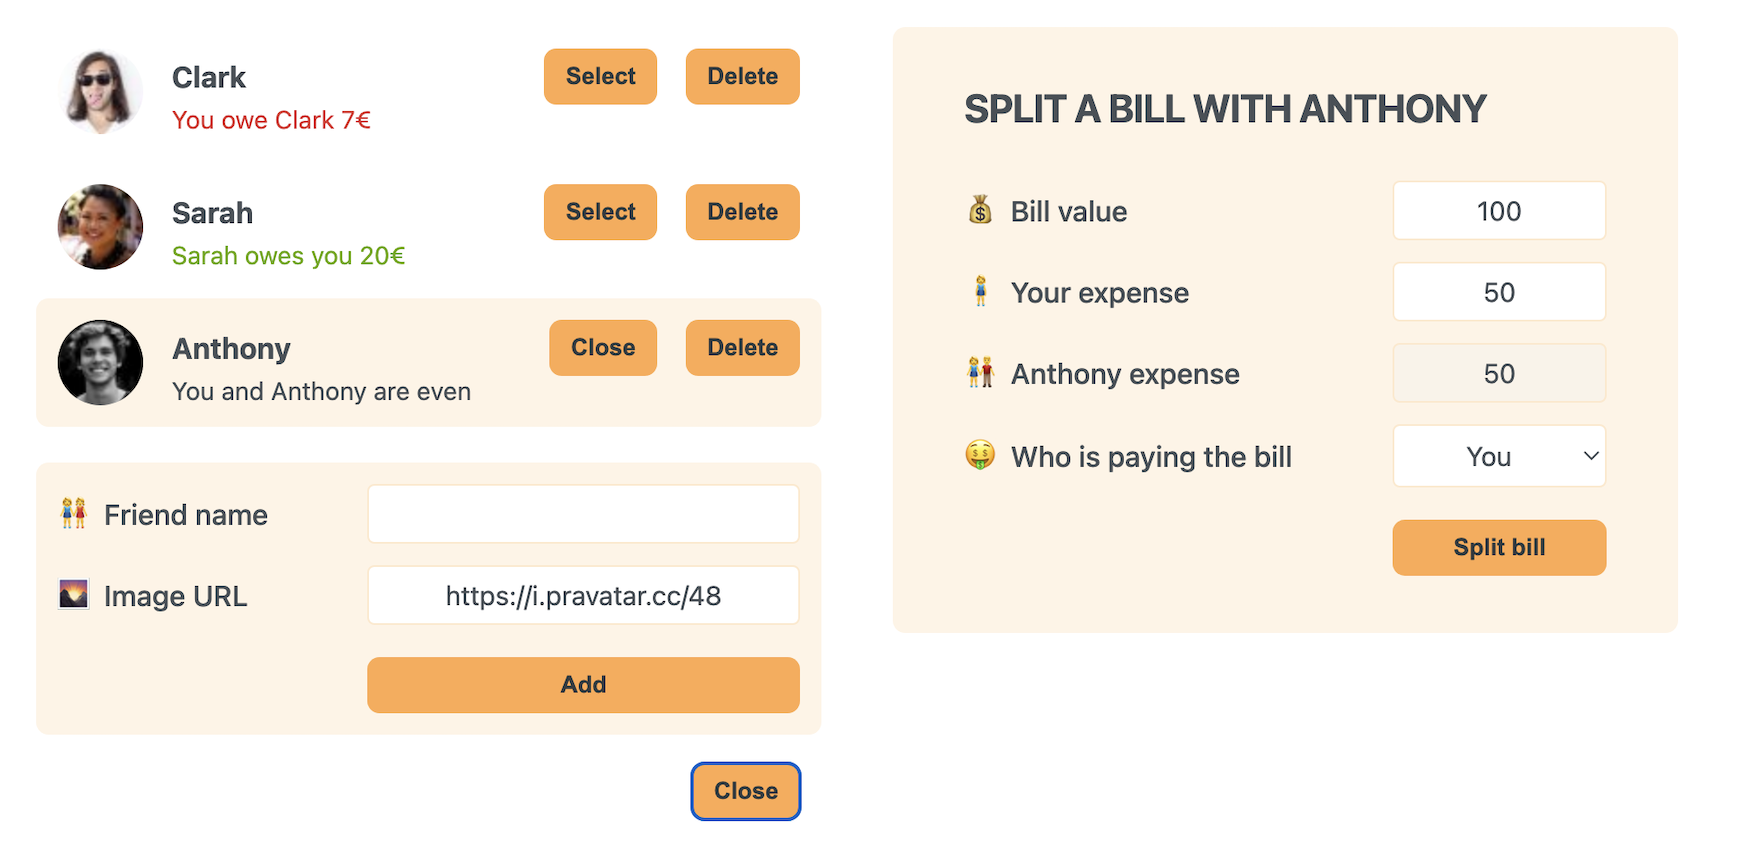 Clark
You owe Clark 7€
Select
Delete
Sarah
Sarah owes you 20€
Select
Delete
Anthony
You and Anthony are even
Close
Delete
Friend name
Image URL
https://i.pravatar.cc/48
Add
Close
SPLIT A BILL WITH ANTHONY
Bill value
100
Your expense
50
Anthony expense
50
Who is paying the bill
You
Split bill